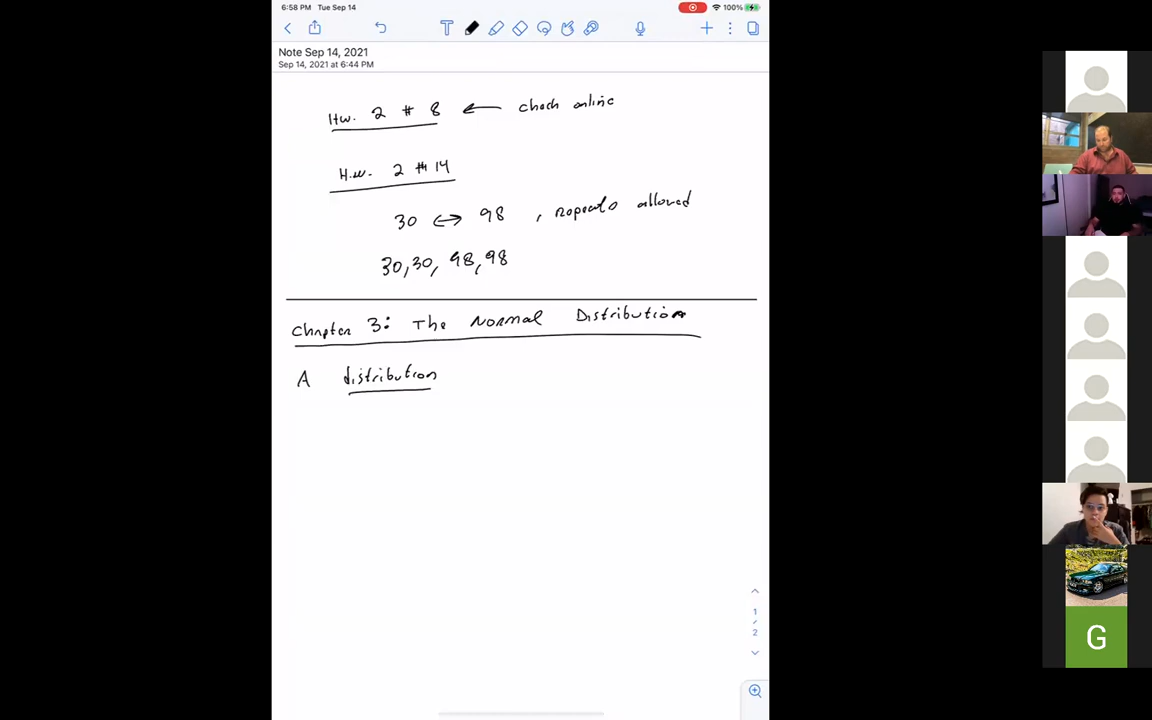 6:58 PM Tue Sep 14
100%
Note Sep 14, 2021
Sep 14, 2021 at 6:44 PM
Hw. 2 # 8 ← check online
H.w. 2 #14
30 ↔ 98 , repeats allowed
30,30, 98,98
Chapter 3: The Normal Distribution
A distribution
1
2
G